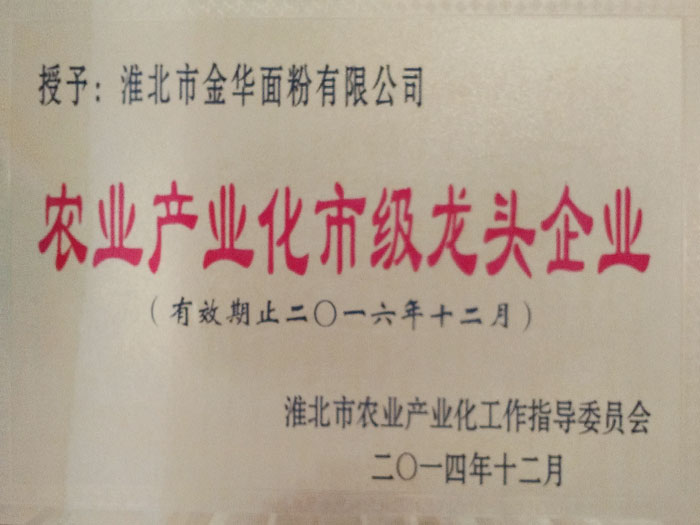 授予：淮北市金华面粉有限公司
农业产业化市级龙头企业
（有效期止二〇一六年十二月）
淮北市农业产业化工作指导委员会
二〇一四年十二月